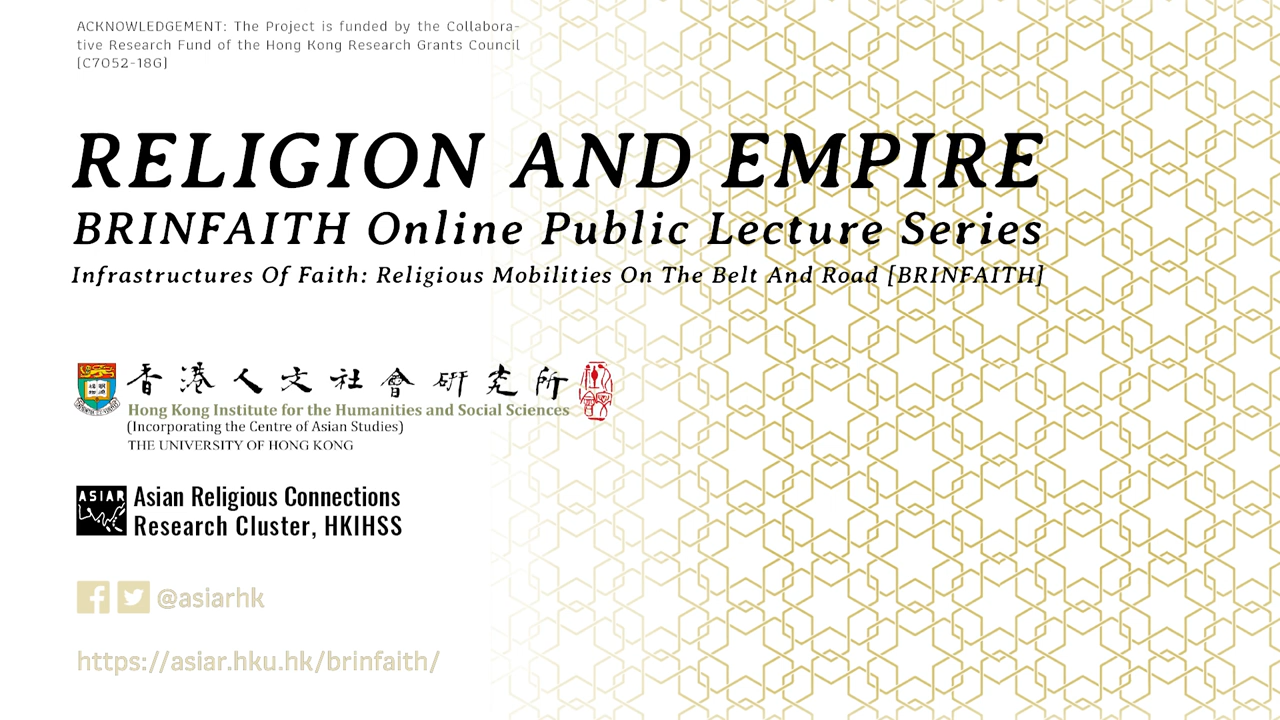 ACKNOWLEDGEMENT: The Project is funded by the Collabora-
tive Research Fund of the Hong Kong Research Grants Council
[C7052-18G]
RELIGION AND EMPIRE
BRINFAITH Online Public Lecture Series
Infrastructures Of Faith: Religious Mobilities On The Belt And Road [BRINFAITH]
香港人文社會研究所
Hong Kong Institute for the Humanities and Social Sciences
(Incorporating the Centre of Asian Studies)
THE UNIVERSITY OF HONG KONG
ASIAR
Asian Religious Connections
Research Cluster, HKIHSS
@asiarhk
https://asiar.hku.hk/brinfaith/